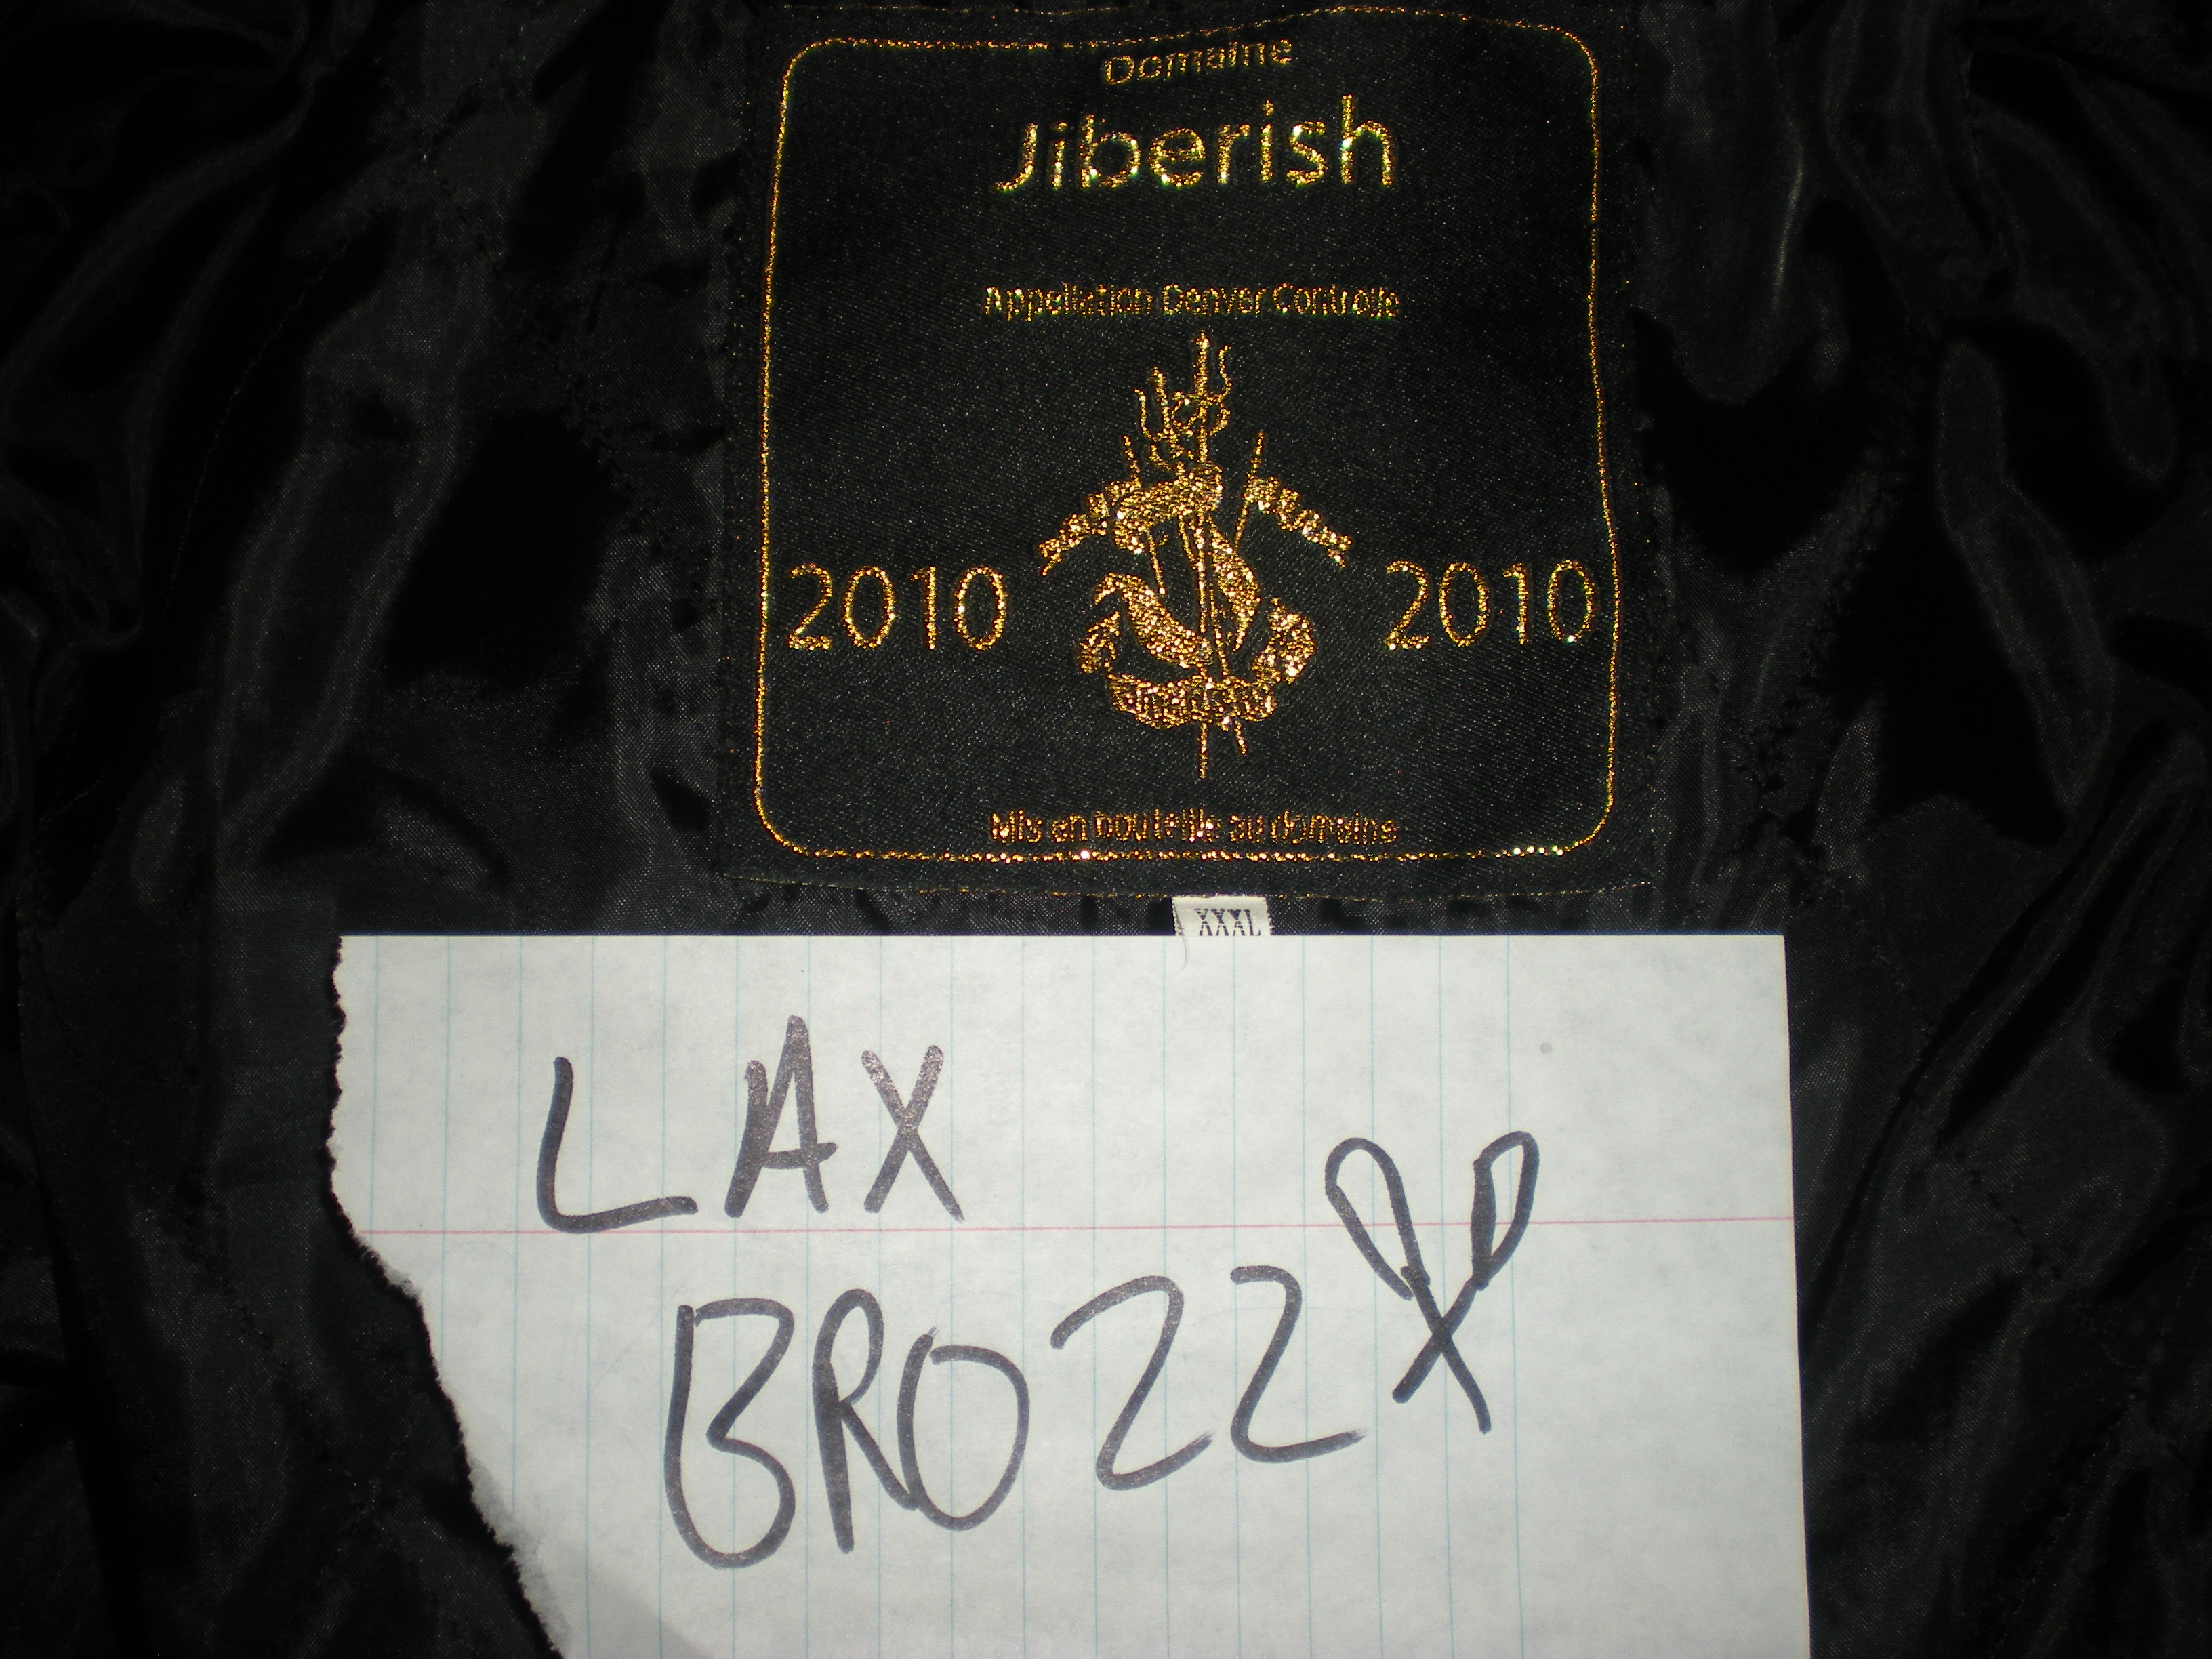 Domaine
Jiberish
Appellation Denver Controlle
2010 2010
Mis en bouteille au domaine
XXXL
LAX
BROZZ